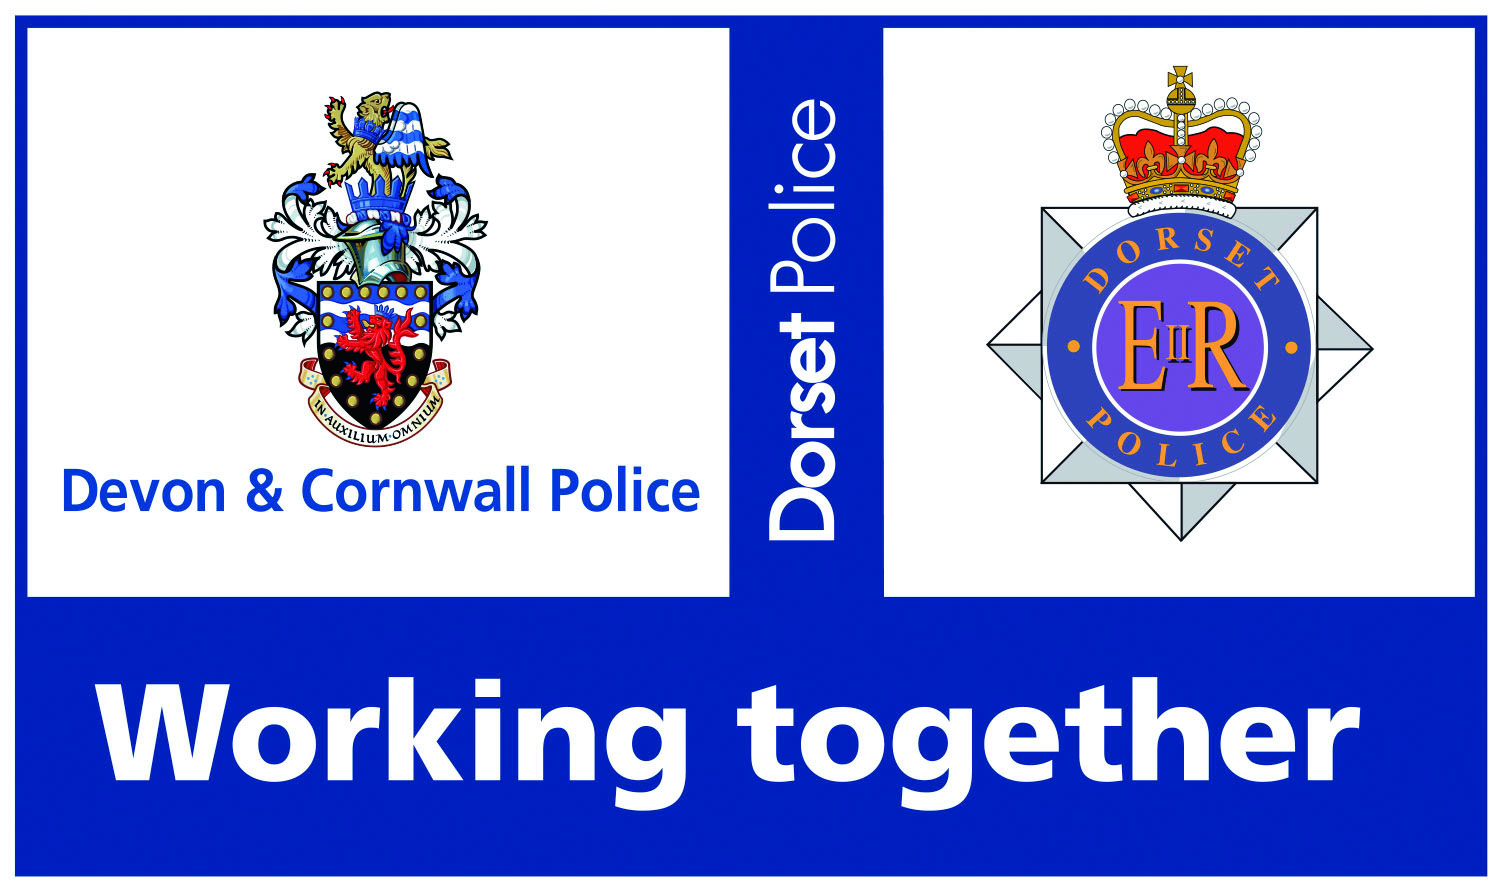 IN·AUXILIUM·OMNIUM
Devon & Cornwall Police
Dorset Police
DORSET
EIIR
POLICE
Working together